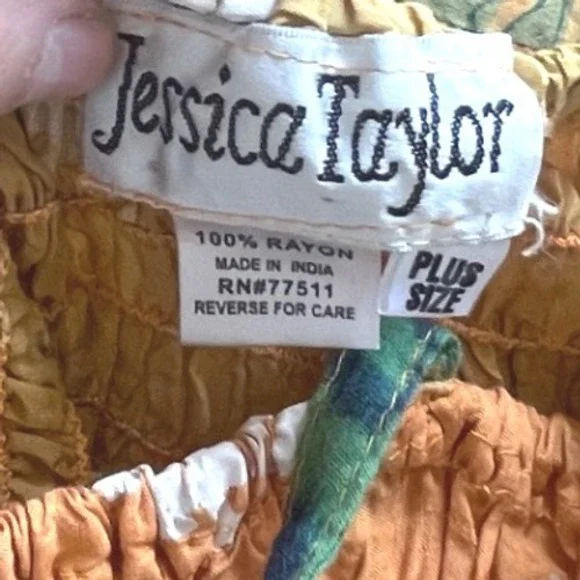 Jessica Taylor
100% RAYON
MADE IN INDIA
RN#77511
REVERSE FOR CARE
PLUS
SIZE